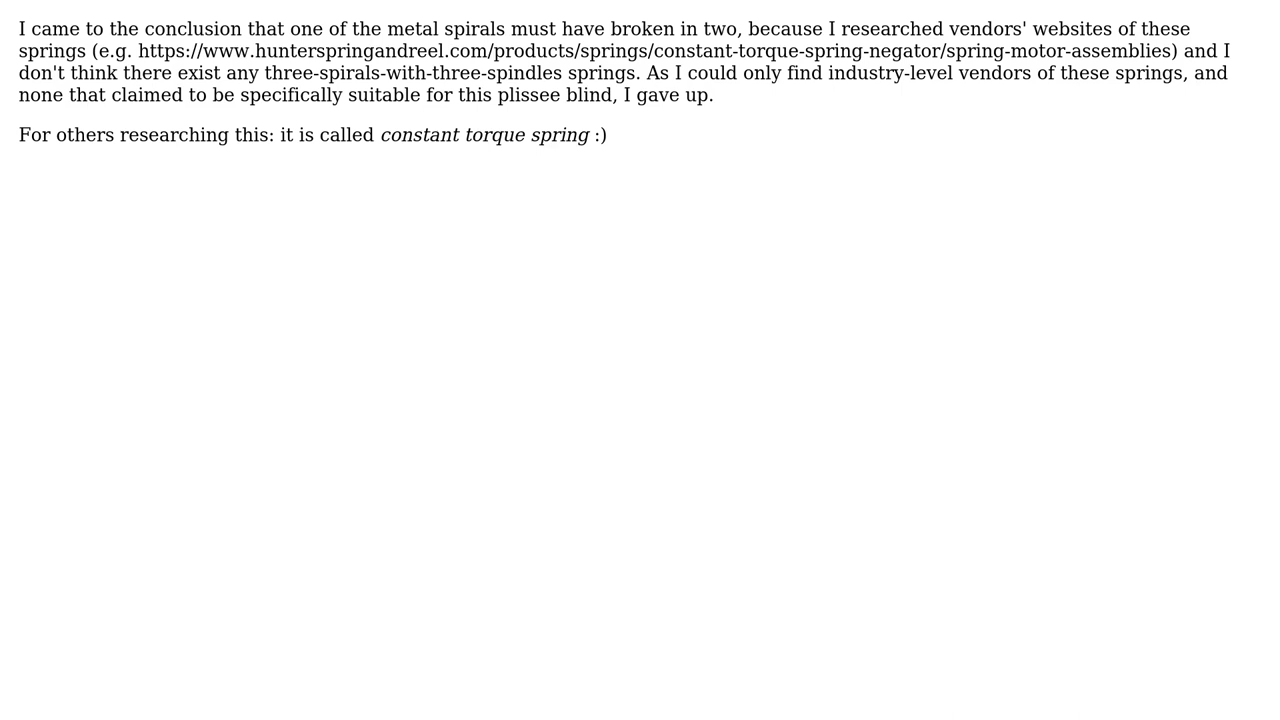 I came to the conclusion that one of the metal spirals must have broken in two, because I researched vendors' websites of these
springs (e.g. https://www.hunterspringandreel.com/products/springs/constant-torque-spring-negator/spring-motor-assemblies) and I
don't think there exist any three-spirals-with-three-spindles springs. As I could only find industry-level vendors of these springs, and
none that claimed to be specifically suitable for this plissee blind, I gave up.
For others researching this: it is called constant torque spring :)